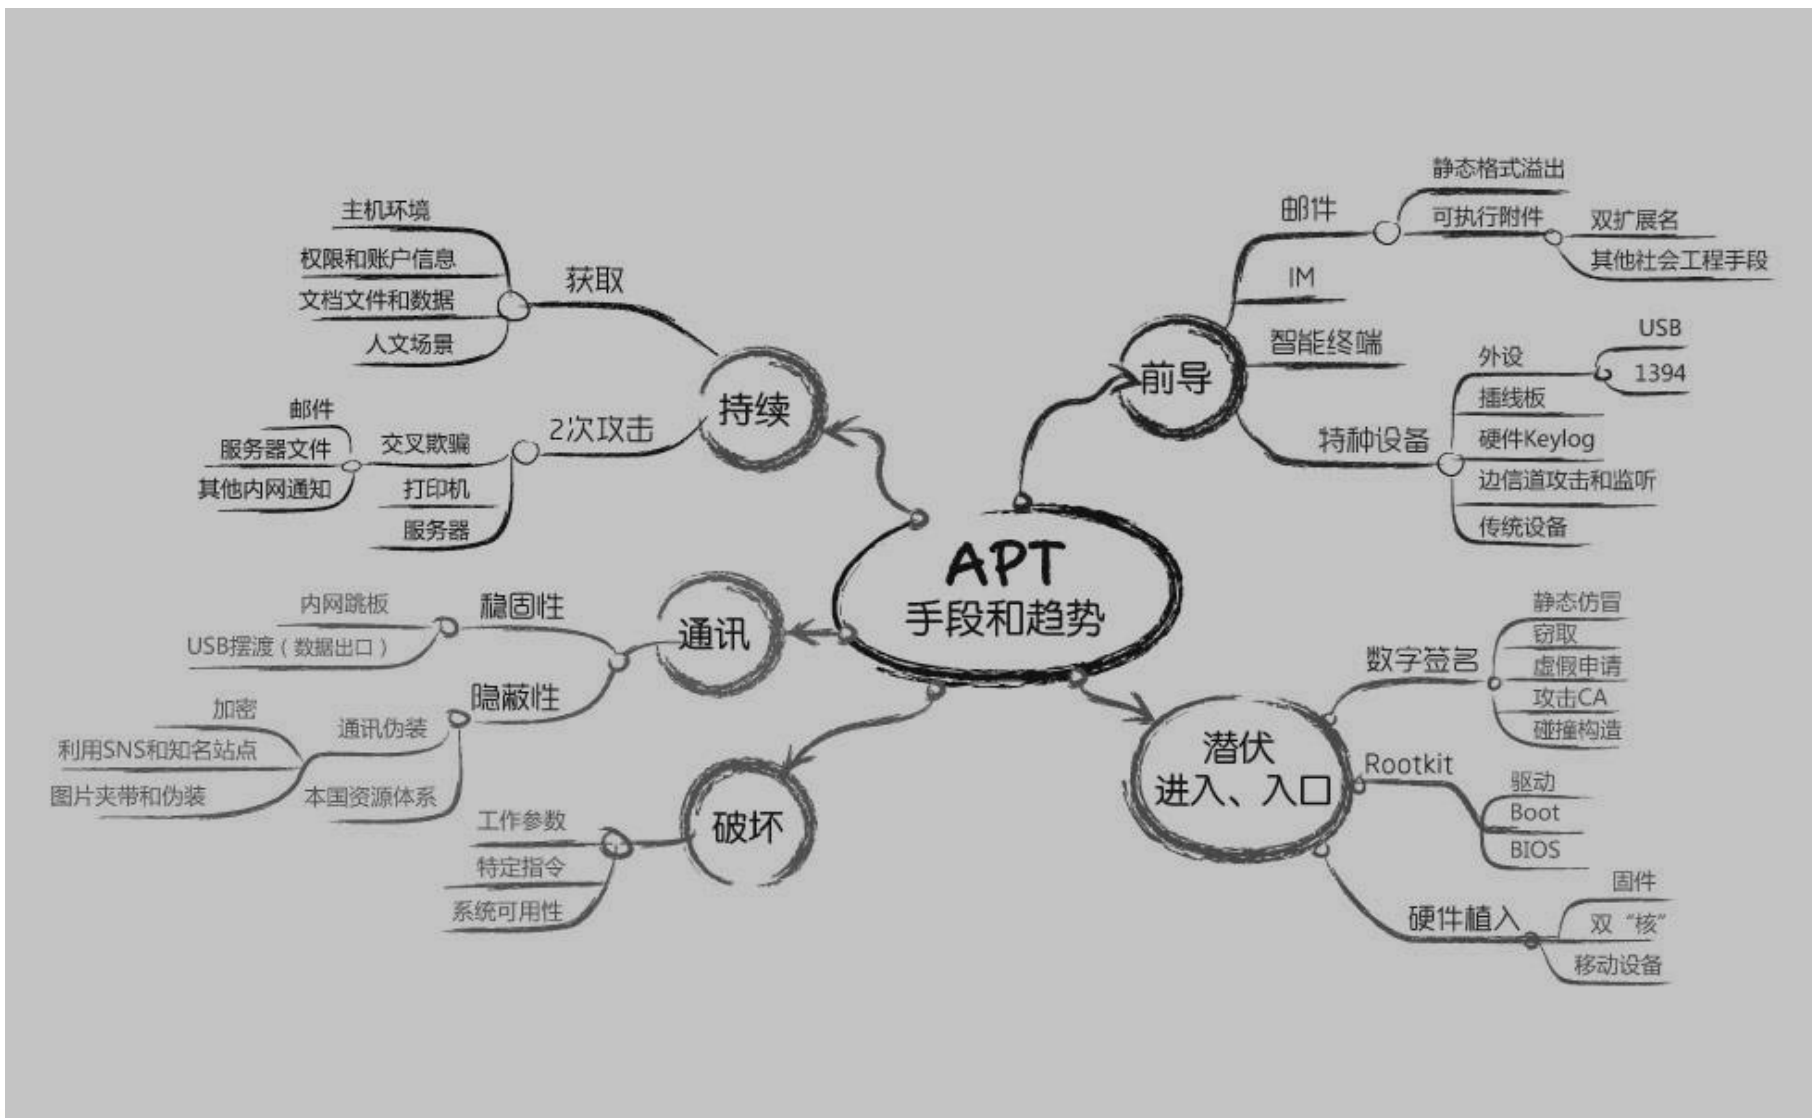 APT
手段和趋势
前导
邮件
静态格式溢出
可执行附件
双扩展名
其他社会工程手段
IM
智能终端
特种设备
外设
USB
1394
插线板
硬件Keylog
边信道攻击和监听
传统设备
潜伏
进入、入口
数字签名
静态仿冒
窃取
虚假申请
攻击CA
碰撞构造
Rootkit
驱动
Boot
BIOS
硬件植入
固件
双“核”
移动设备
持续
获取
主机环境
权限和账户信息
文档文件和数据
人文场景
2次攻击
交叉欺骗
邮件
服务器文件
其他内网通知
打印机
服务器
通讯
稳固性
内网跳板
USB摆渡（数据出口）
隐蔽性
通讯伪装
加密
利用SNS和知名站点
图片夹带和伪装
本国资源体系
破坏
工作参数
特定指令
系统可用性